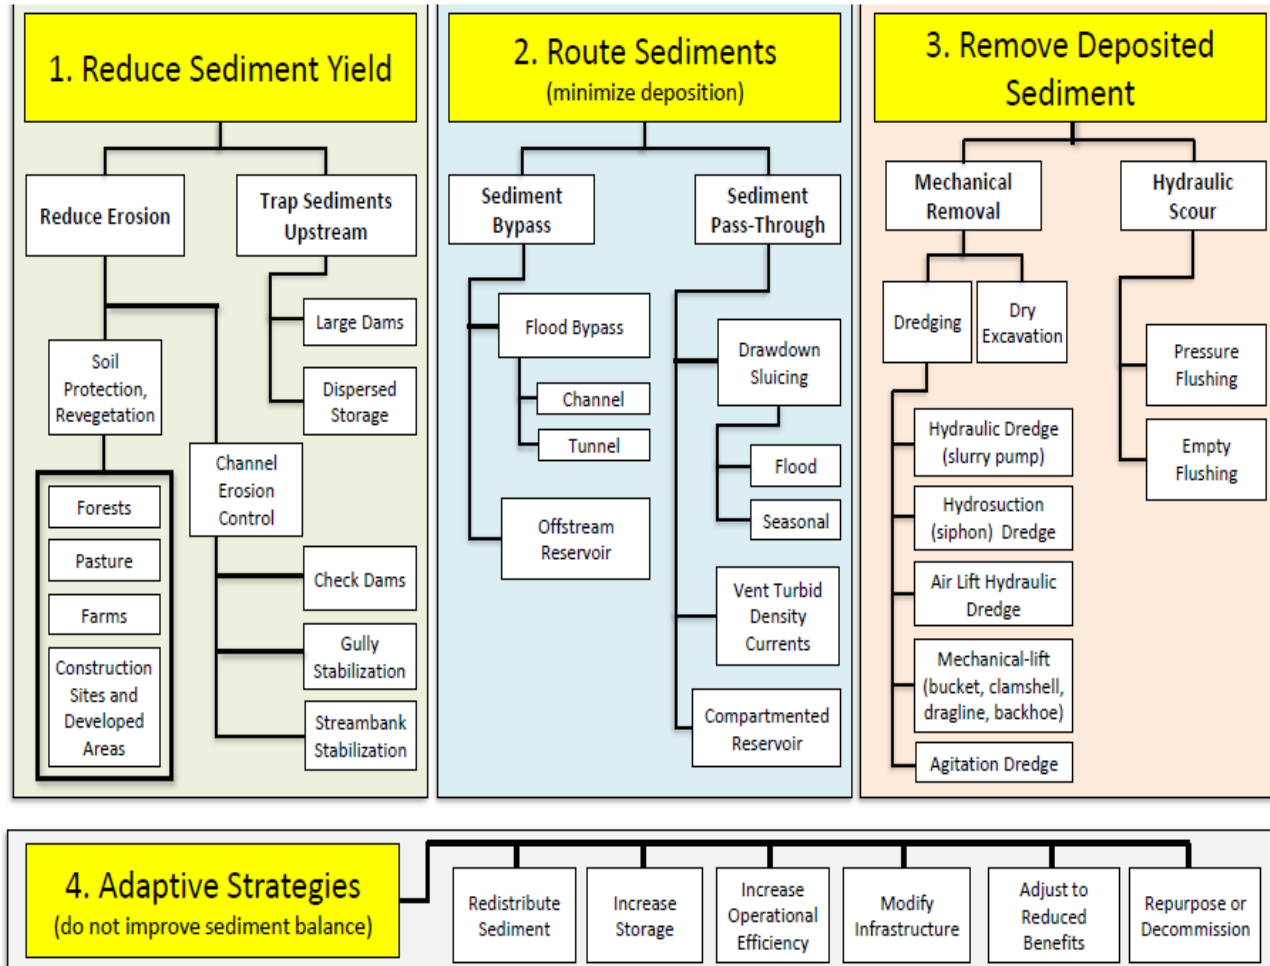 1. Reduce Sediment Yield
Reduce Erosion
Trap Sediments
Upstream
Large Dams
Dispersed
Storage
Soil
Protection,
Revegetation
Forests
Pasture
Farms
Construction
Sites and
Developed
Areas
Channel
Erosion
Control
Check Dams
Gully
Stabilization
Streambank
Stabilization
2. Route Sediments
(minimize deposition)
Sediment
Bypass
Flood Bypass
Channel
Tunnel
Offstream
Reservoir
Sediment
Pass-Through
Drawdown
Sluicing
Flood
Seasonal
Vent Turbid
Density
Currents
Compartmented
Reservoir
3. Remove Deposited
Sediment
Mechanical
Removal
Dredging
Dry
Excavation
Hydraulic Dredge
(slurry pump)
Hydrosuction
(siphon) Dredge
Air Lift Hydraulic
Dredge
Mechanical-lift
(bucket, clamshell,
dragline, backhoe)
Agitation Dredge
Hydraulic
Scour
Pressure
Flushing
Empty
Flushing
4. Adaptive Strategies
(do not improve sediment balance)
Redistribute
Sediment
Increase
Storage
Increase
Operational
Efficiency
Modify
Infrastructure
Adjust to
Reduced
Benefits
Repurpose or
Decommission